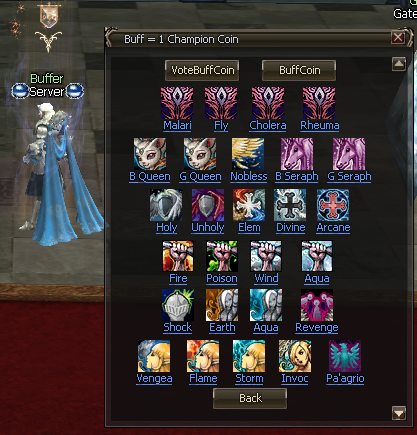 Gate
Buffer
Server
Buff = 1 Champion Coin
VoteBuffCoin BuffCoin
Malari Fly Cholera Rheuma
B Queen G Queen Nobless B Seraph G Seraph
Holy Unholy Elem Divine Arcane
Fire Poison Wind Aqua
Shock Earth Aqua Revenge
Vengea Flame Storm Invoc Pa'agrio
Back